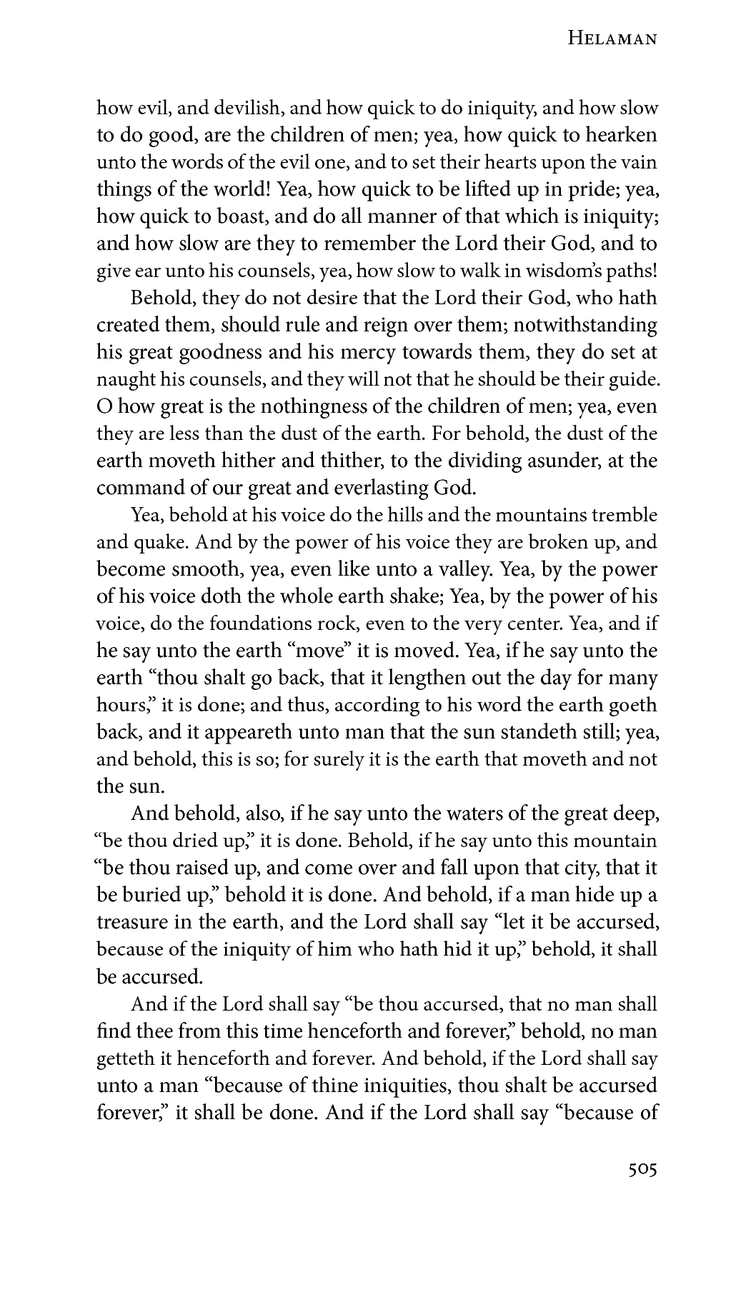 Helaman
how evil, and devilish, and how quick to do iniquity, and how slow
to do good, are the children of men; yea, how quick to hearken
unto the words of the evil one, and to set their hearts upon the vain
things of the world! Yea, how quick to be lifted up in pride; yea,
how quick to boast, and do all manner of that which is iniquity;
and how slow are they to remember the Lord their God, and to
give ear unto his counsels, yea, how slow to walk in wisdom’s paths!
Behold, they do not desire that the Lord their God, who hath
created them, should rule and reign over them; notwithstanding
his great goodness and his mercy towards them, they do set at
naught his counsels, and they will not that he should be their guide.
O how great is the nothingness of the children of men; yea, even
they are less than the dust of the earth. For behold, the dust of the
earth moveth hither and thither, to the dividing asunder, at the
command of our great and everlasting God.
Yea, behold at his voice do the hills and the mountains tremble
and quake. And by the power of his voice they are broken up, and
become smooth, yea, even like unto a valley. Yea, by the power
of his voice doth the whole earth shake; Yea, by the power of his
voice, do the foundations rock, even to the very center. Yea, and if
he say unto the earth “move” it is moved. Yea, if he say unto the
earth “thou shalt go back, that it lengthen out the day for many
hours,” it is done; and thus, according to his word the earth goeth
back, and it appeareth unto man that the sun standeth still; yea,
and behold, this is so; for surely it is the earth that moveth and not
the sun.
And behold, also, if he say unto the waters of the great deep,
“be thou dried up,” it is done. Behold, if he say unto this mountain
“be thou raised up, and come over and fall upon that city, that it
be buried up,” behold it is done. And behold, if a man hide up a
treasure in the earth, and the Lord shall say “let it be accursed,
because of the iniquity of him who hath hid it up,” behold, it shall
be accursed.
And if the Lord shall say “be thou accursed, that no man shall
find thee from this time henceforth and forever,” behold, no man
getteth it henceforth and forever. And behold, if the Lord shall say
unto a man “because of thine iniquities, thou shalt be accursed
forever,” it shall be done. And if the Lord shall say “because of
505